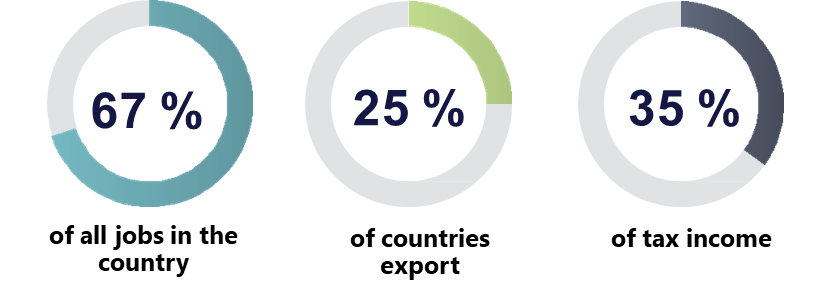 67 %
of all jobs in the
country
25 %
of countries
export
35 %
of tax income